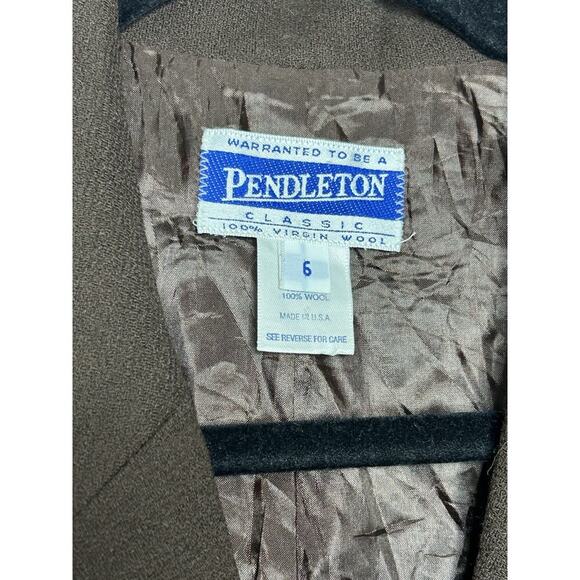 WARRANTED TO BE A
PENDLETON
CLASSIC
100% VIRGIN WOOL
6
100% WOOL
MADE IN U.S.A.
SEE REVERSE FOR CARE